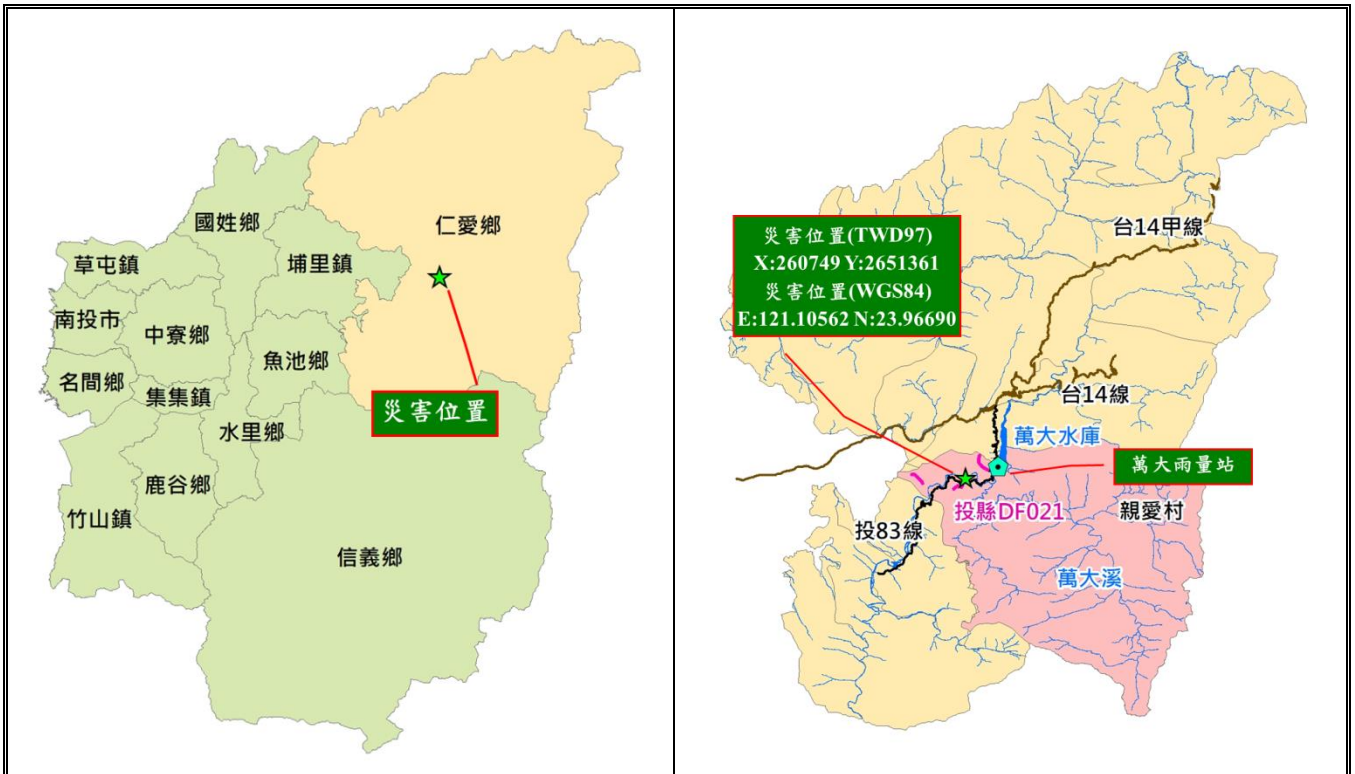 國姓鄉
仁愛鄉
草屯鎮
埔里鎮
南投市
中寮鄉
魚池鄉
名間鄉
集集鎮
災害位置
水里鄉
鹿谷鄉
竹山鎮
信義鄉
災害位置(TWD97)
X:260749 Y:2651361
災害位置(WGS84)
E:121.10562 N:23.96690
台14甲線
台14線
萬大水庫
萬大雨量站
投縣DF021
親愛村
投83線
萬大溪